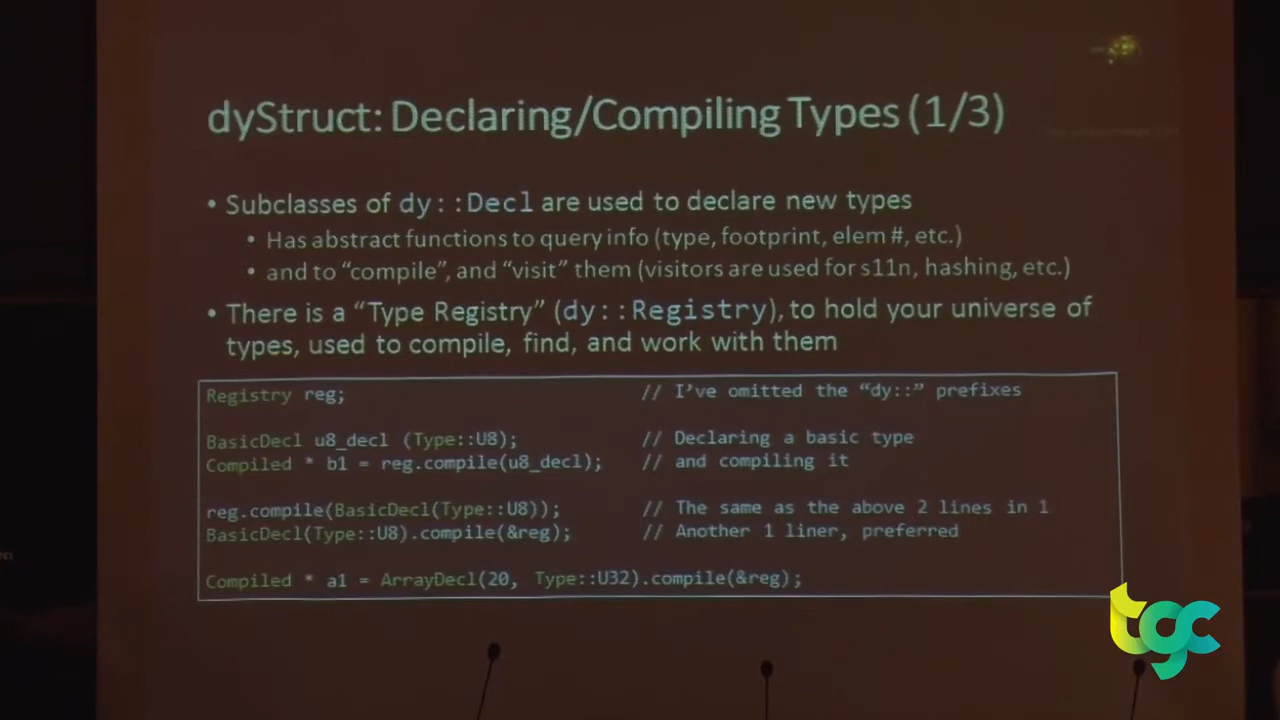 dyStruct: Declaring/Compiling Types (1/3)
• Subclasses of dy::Decl are used to declare new types
• Has abstract functions to query info (type, footprint, elem #, etc.)
• and to “compile”, and “visit” them (visitors are used for s11n, hashing, etc.)
• There is a “Type Registry” (dy::Registry), to hold your universe of
types, used to compile, find, and work with them
Registry reg; // I’ve omitted the “dy::” prefixes
BasicDecl u8_decl (Type::U8); // Declaring a basic type
Compiled * b1 = reg.compile(u8_decl); // and compiling it
reg.compile(BasicDecl(Type::U8)); // The same as the above 2 lines in 1
BasicDecl(Type::U8).compile(&reg); // Another 1 liner, preferred
Compiled * a1 = ArrayDecl(20, Type::U32).compile(&reg);
tgc